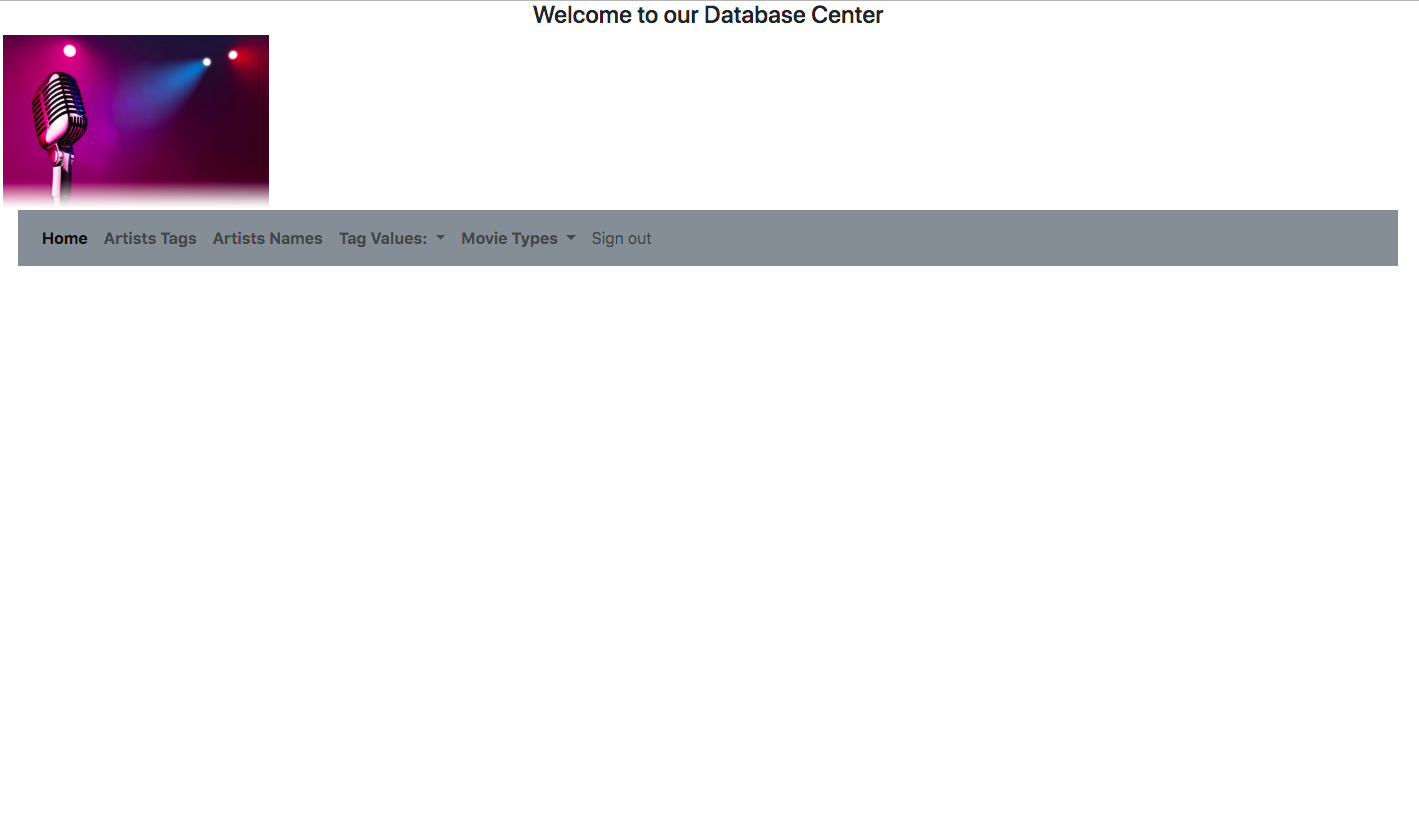 Welcome to our Database Center
Home Artists Tags Artists Names Tag Values: Movie Types Sign out